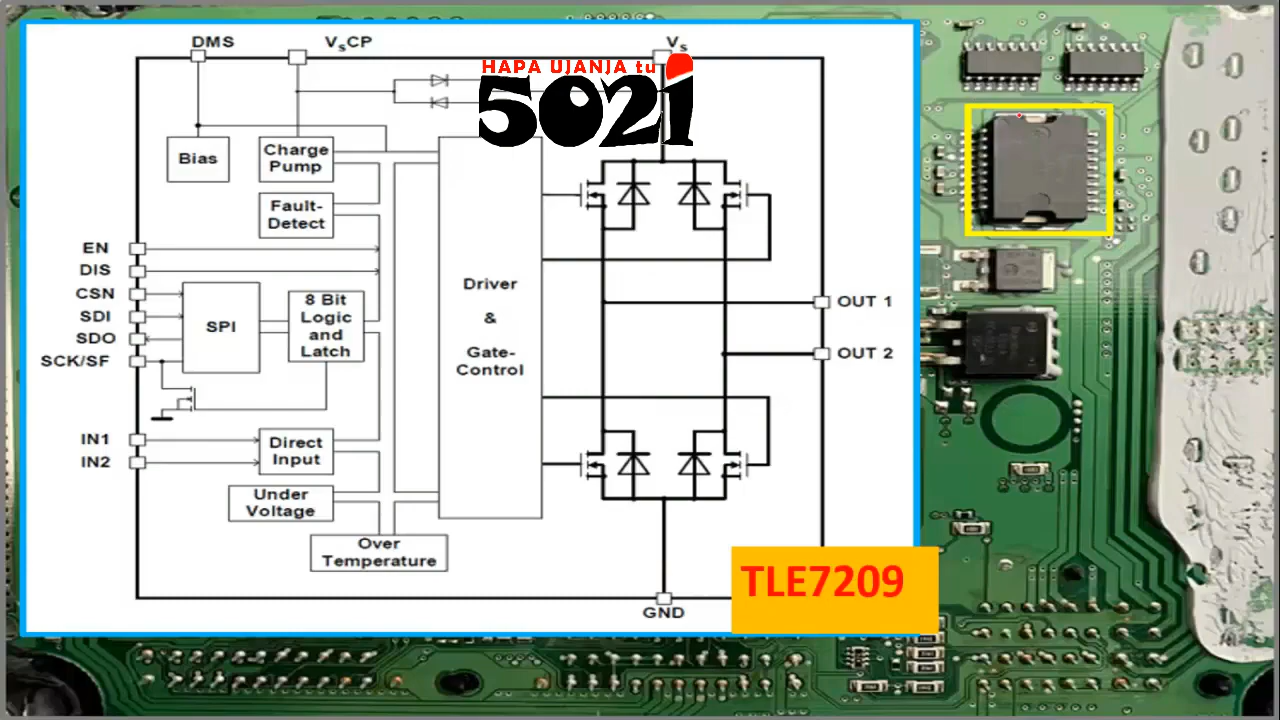 DMS
VSCP
VS
HAPA UJANJA tu
5021
Bias
Charge
Pump
Fault-
Detect
EN
DIS
CSN
SDI
SDO
SCK/SF
SPI
8 Bit
Logic
and
Latch
Driver
&
Gate-
Control
OUT 1
OUT 2
IN1
IN2
Direct
Input
Under
Voltage
Over
Temperature
GND
TLE7209